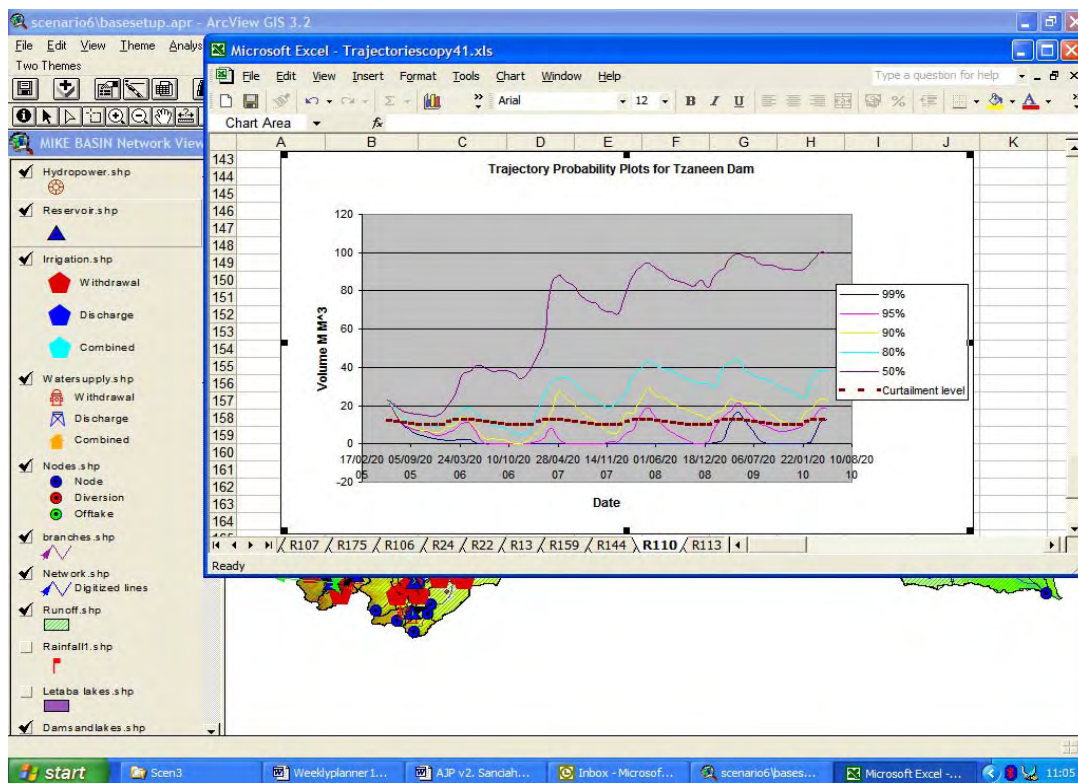 scenario6\basesetup.apr - ArcView GIS 3.2
File Edit View Theme Analys
Two Themes
MIKE BASIN Network View
Hydropower.shp
Reservoir.shp
Irrigation.shp
Withdrawal
Discharge
Combined
Watersupply.shp
Withdrawal
Discharge
Combined
Nodes.shp
Node
Diversion
Offtake
branches.shp
Network.shp
Digitized lines
Runoff.shp
Rainfall1.shp
Letaba lakes.shp
Damsandlakes.shp
Microsoft Excel - Trajectoriescopy41.xls
File Edit View Insert Format Tools Chart Window Help
Type a question for help
Arial 12 B I U
Chart Area fx
A B C D E F G H I J K
143
144
145
146
147
148
149
150
151
152
153
154
155
156
157
158
159
160
161
162
163
164
Trajectory Probability Plots for Tzaneen Dam
Volume M M^3
120
100
80
60
40
20
0
-20
17/02/20 05/09/20 24/03/20 10/10/20 28/04/20 14/11/20 01/06/20 18/12/20 06/07/20 22/01/20 10/08/20
05 05 06 06 07 07 08 08 09 10 10
Date
99%
95%
90%
80%
50%
Curtailment level
R107 R175 R106 R24 R22 R13 R159 R144 R110 R113
Ready
start
Scen3
Weeklyplanner1...
AJP v2. Sanciah...
Inbox - Microsof...
scenario6\bases...
Microsoft Excel -...
11:05